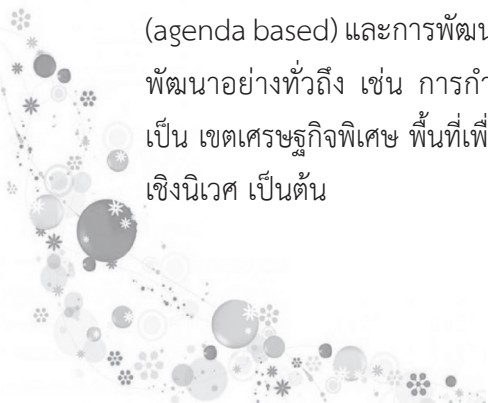 (agenda based) และการพัฒน
พัฒนาอย่างทั่วถึง เช่น การกำ
เป็น เขตเศรษฐกิจพิเศษ พื้นที่เพื่
เชิงนิเวศ เป็นต้น